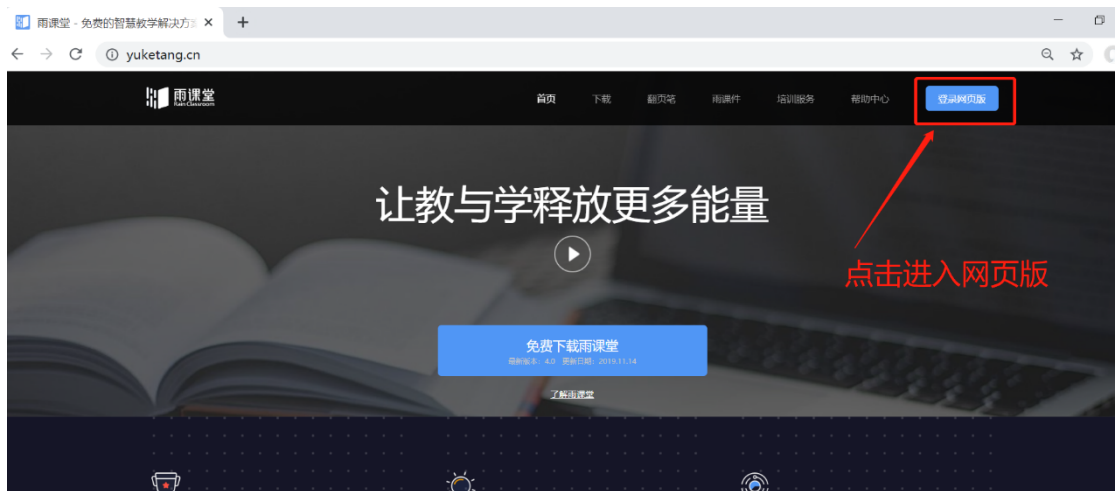 雨课堂 - 免费的智慧教学解决方案
yuketang.cn
雨课堂
Rain Classroom
首页 下载 翻页笔 雨课件 培训服务 帮助中心 登录网页版
让教与学释放更多能量
点击进入网页版
免费下载雨课堂
最新版本：4.0 更新日期：2019.11.14
了解雨课堂